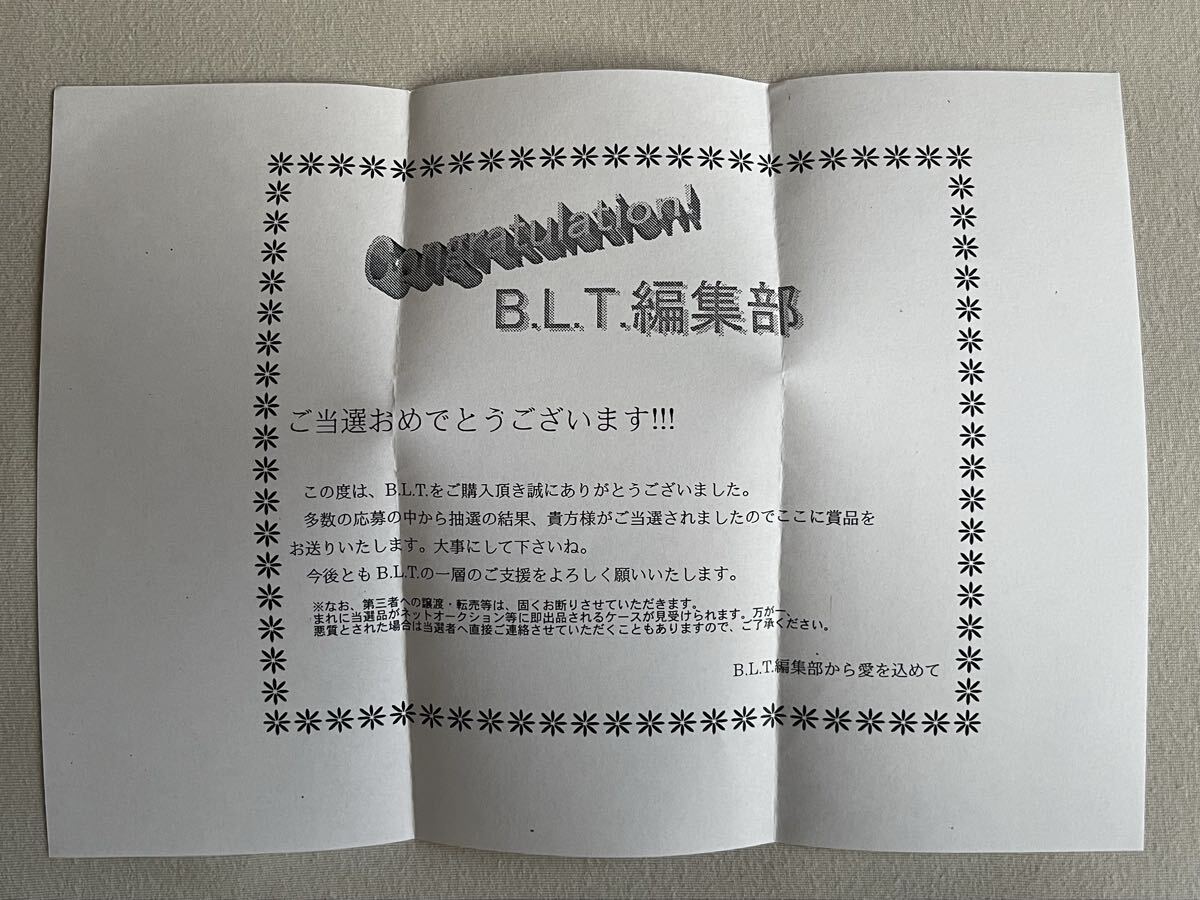 Congratulation!
B.L.T.編集部
ご当選おめでとうございます!!!
この度は、B.L.T.をご購入頂き誠にありがとうございました。
多数の応募の中から抽選の結果、貴方様がご当選されましたのでここに賞品を
お送りいたします。大事にして下さいね。
今後とも B.L.T.の一層のご支援をよろしく願いいたします。
※なお、第三者への譲渡・転売等は、固くお断りさせていただきます。
まれに当選品がネットオークション等に即出品されるケースが見受けられます。万が一、
悪質とされた場合は当選者へ直接ご連絡させていただくこともありますので、ご了承ください。
B.L.T.編集部から愛を込めて